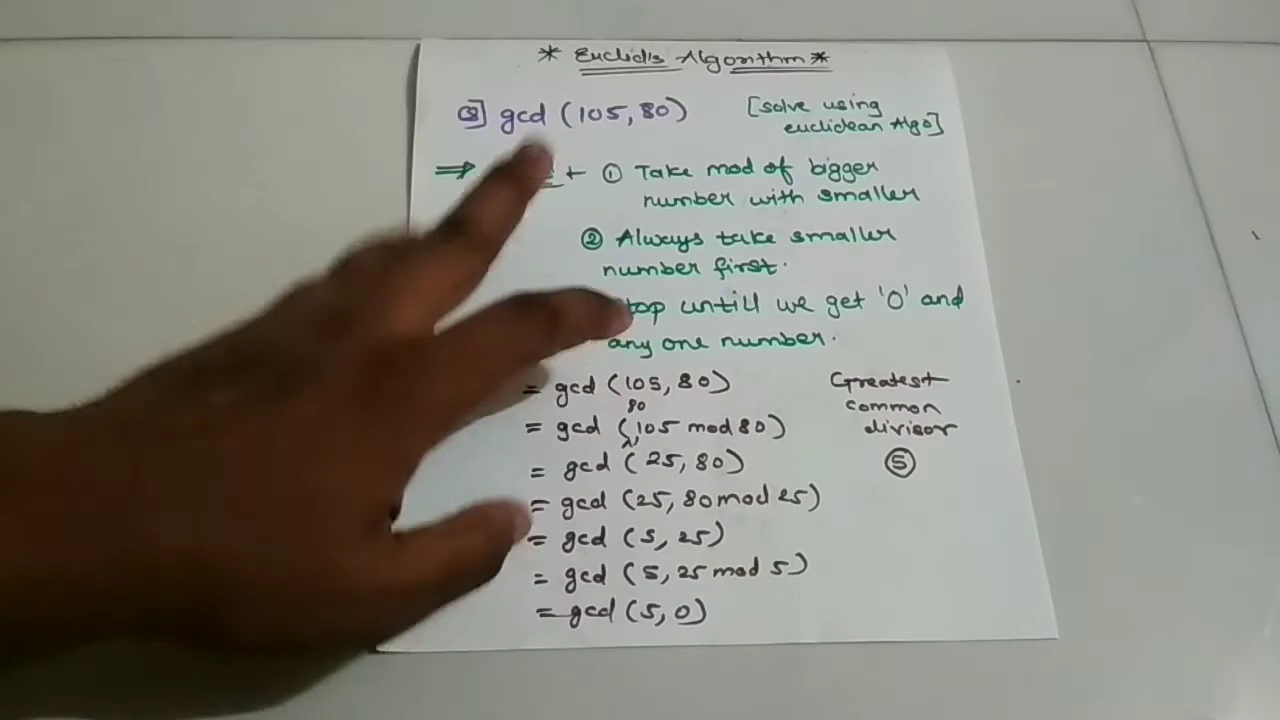 * Euclid's Algorithm *
Q] gcd (105, 80)
[solve using
euclidean Algo]
⇒
① Take mod of bigger
number with smaller
② Always take smaller
number first.
untill we get '0' and
any one number.
= gcd (105, 80)
80
= gcd (105 mod 80)
= gcd (25, 80)
= gcd (25, 80 mod 25)
= gcd (5, 25)
= gcd (5, 25 mod 5)
= gcd (5, 0)
Greatest
common
divisor
⑤